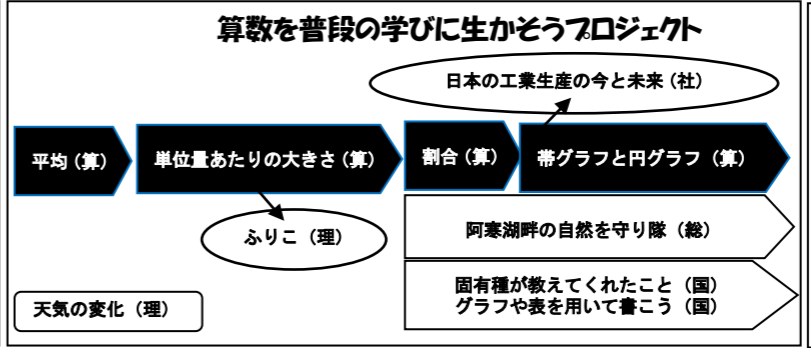 算数を普段の学びに生かそうプロジェクト
日本の工業生産の今と未来（社）
平均（算）
単位量あたりの大きさ（算）
割合（算）
帯グラフと円グラフ（算）
ふりこ（理）
阿寒湖畔の自然を守り隊（総）
固有種が教えてくれたこと（国）
グラフや表を用いて書こう（国）
天気の変化（理）